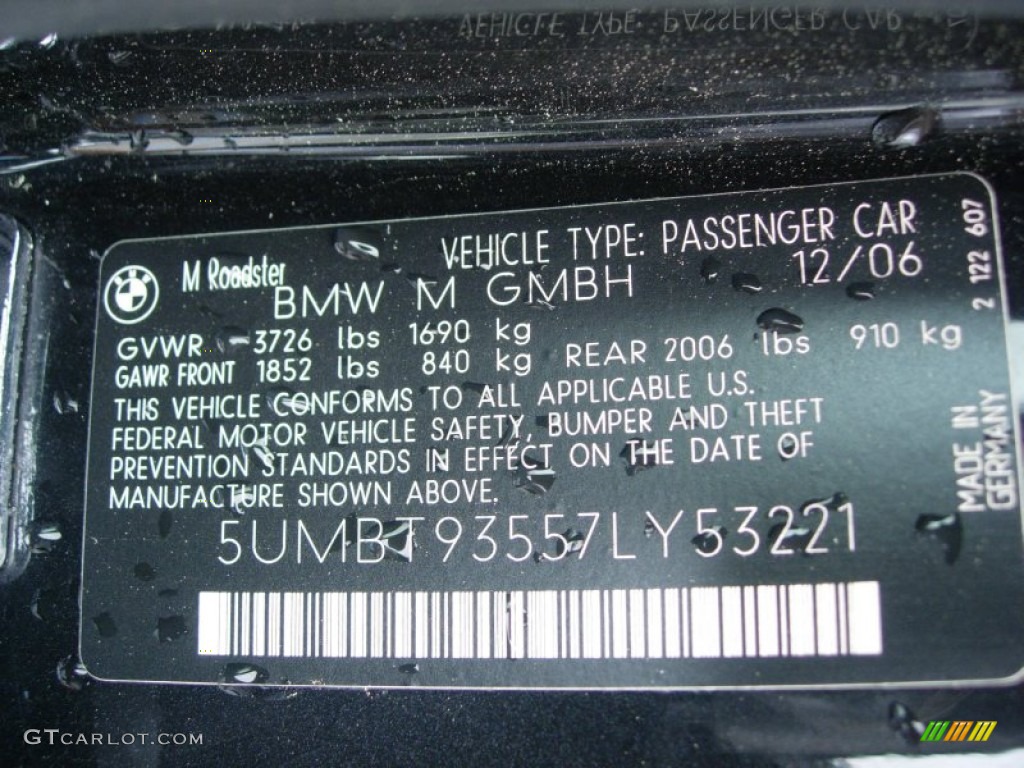 VEHICLE TYPE: PASSENGER CAR
M Roadster
BMW M GMBH 12/06
GVWR 3726 lbs 1690 kg
GAWR FRONT 1852 lbs 840 kg REAR 2006 lbs 910 kg
THIS VEHICLE CONFORMS TO ALL APPLICABLE U.S.
FEDERAL MOTOR VEHICLE SAFETY, BUMPER AND THEFT
PREVENTION STANDARDS IN EFFECT ON THE DATE OF
MANUFACTURE SHOWN ABOVE.
5UMBT93557LY53221
2 122 607
MADE IN
GERMANY
GTCARLOT.COM